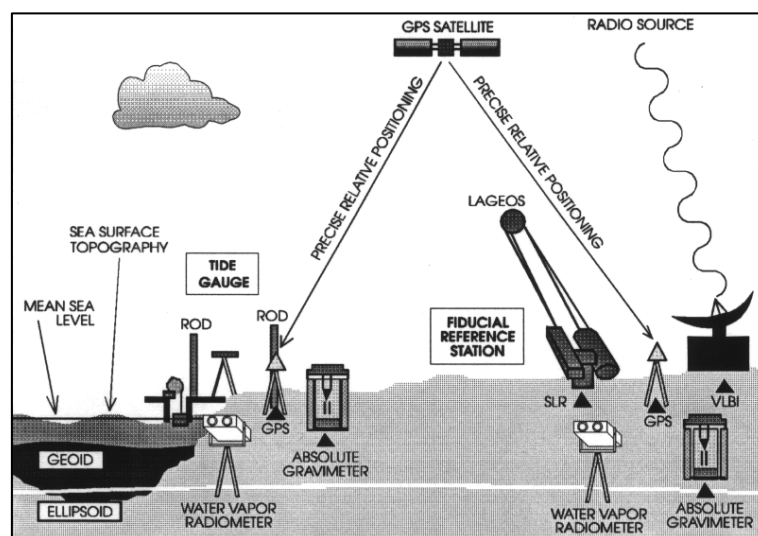 GPS SATELLITE
RADIO SOURCE
PRECISE RELATIVE POSITIONING
PRECISE RELATIVE POSITIONING
LAGEOS
SEA SURFACE
TOPOGRAPHY
TIDE
GAUGE
MEAN SEA
LEVEL
ROD
ROD
FIDUCIAL
REFERENCE
STATION
SLR
GPS
VLBI
GPS
GEOID
ABSOLUTE
GRAVIMETER
ELLIPSOID
WATER VAPOR
RADIOMETER
WATER VAPOR
RADIOMETER
ABSOLUTE
GRAVIMETER